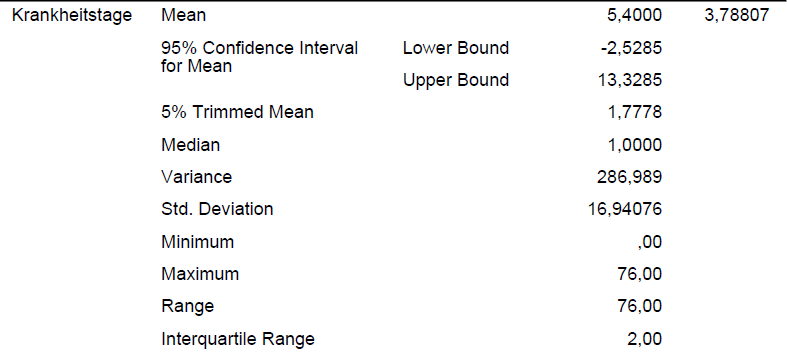 Krankheitstage Mean 5,4000 3,78807
95% Confidence Interval Lower Bound -2,5285
for Mean
Upper Bound 13,3285
5% Trimmed Mean 1,7778
Median 1,0000
Variance 286,989
Std. Deviation 16,94076
Minimum ,00
Maximum 76,00
Range 76,00
Interquartile Range 2,00